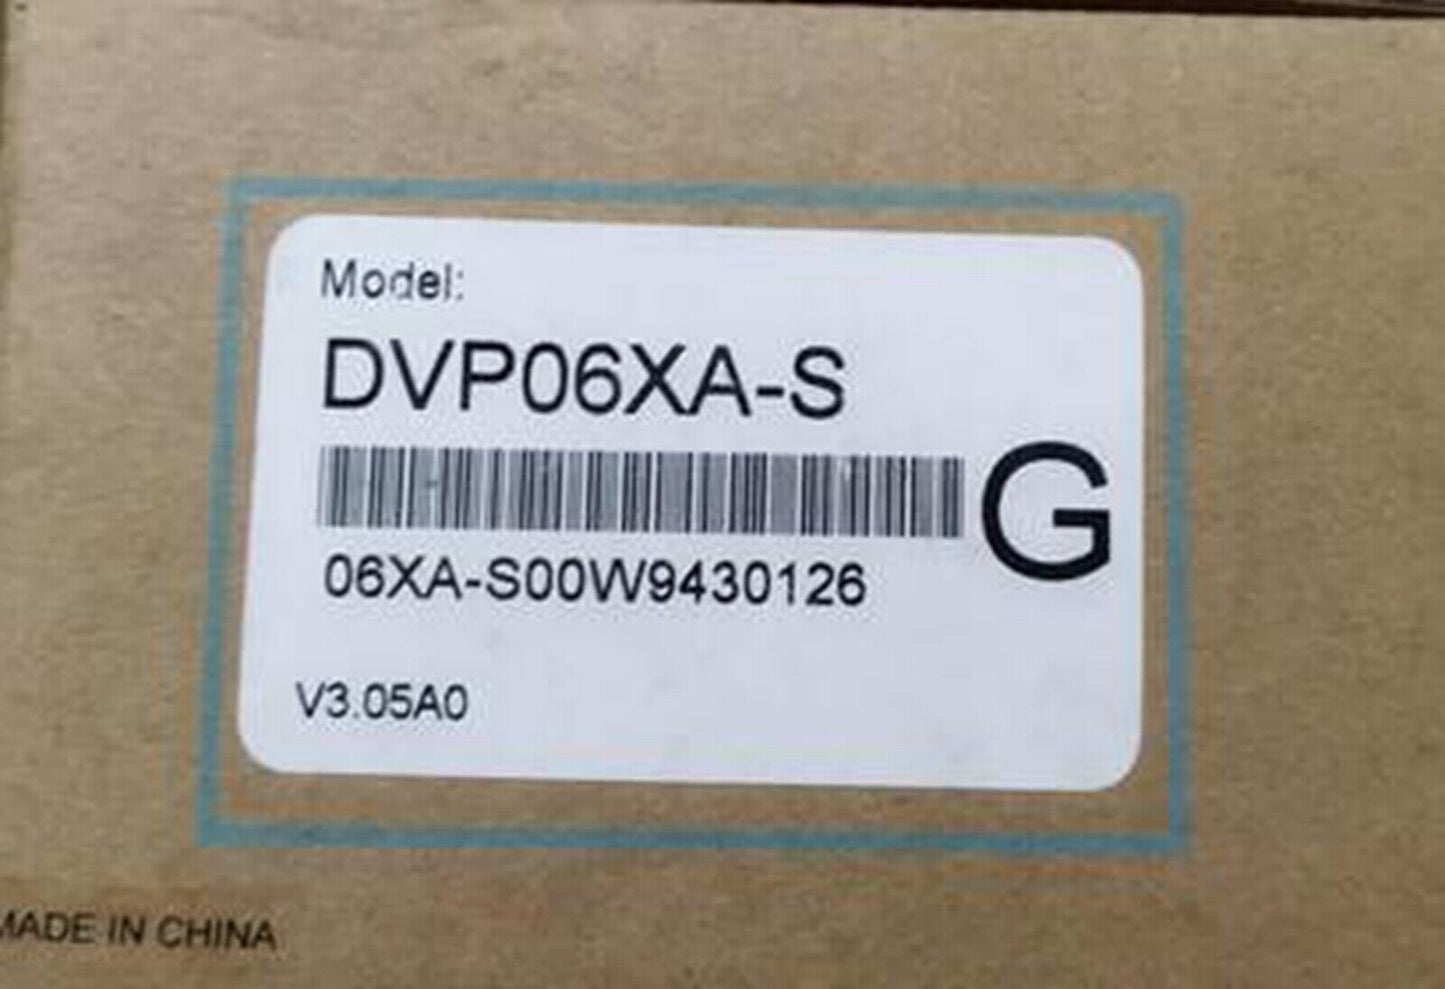 Model:
DVP06XA-S
G
06XA-S00W9430126
V3.05A0
MADE IN CHINA